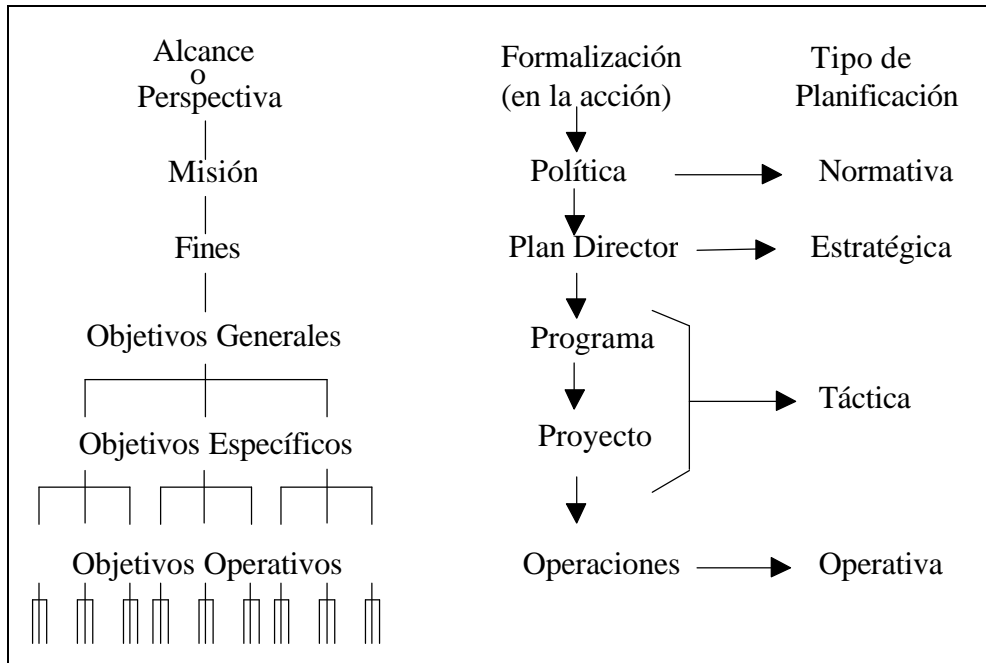 Alcance
o
Perspectiva
Formalización
(en la acción)
Tipo de
Planificación
Misión
Política
Normativa
Fines
Plan Director
Estratégica
Objetivos Generales
Programa
Táctica
Objetivos Específicos
Proyecto
Objetivos Operativos
Operaciones
Operativa